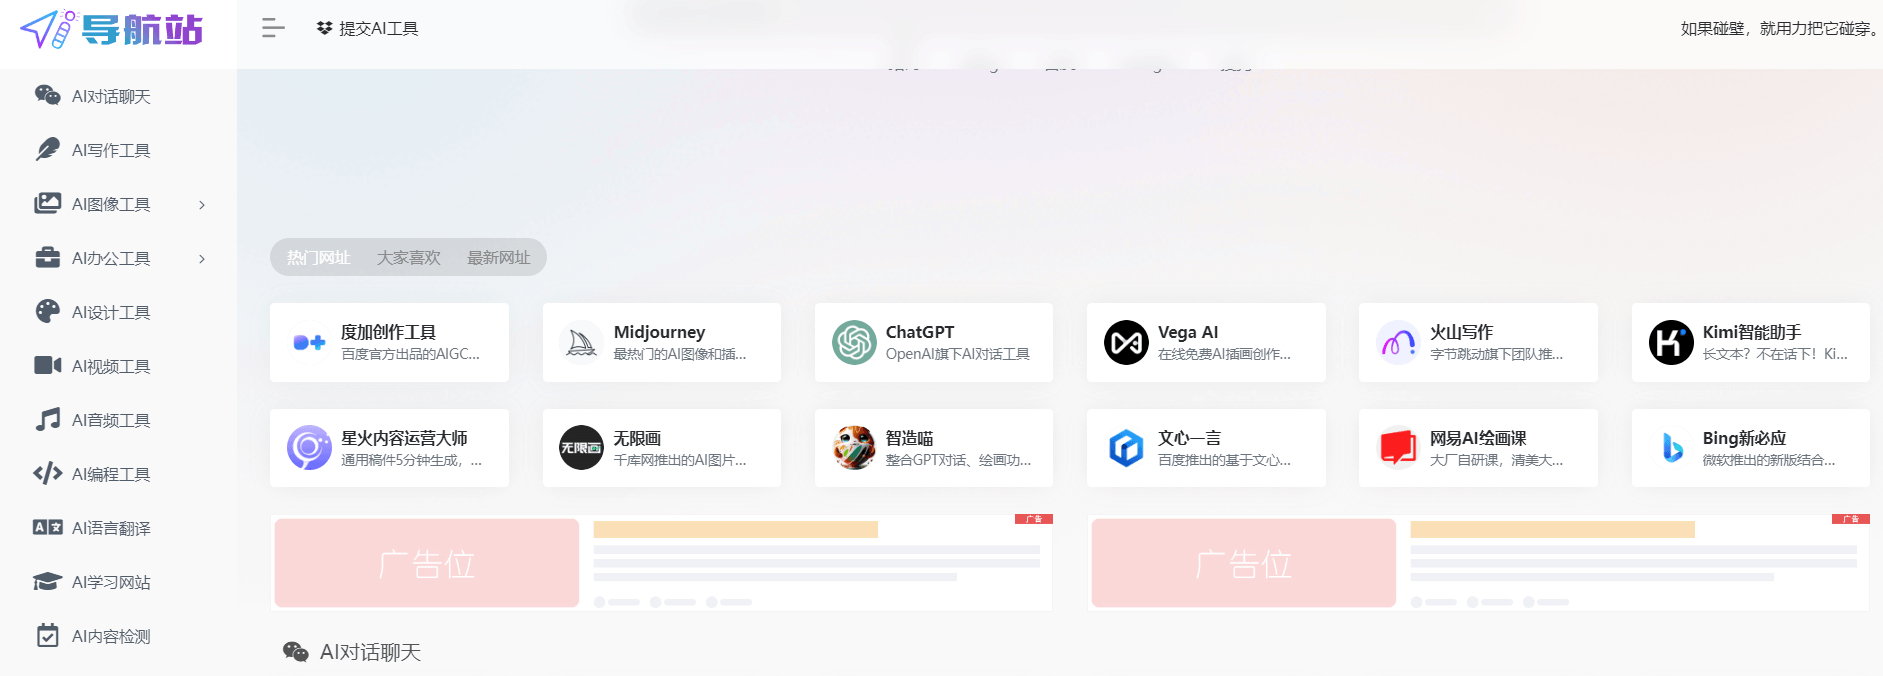 导航站
提交AI工具
如果碰壁，就用力把它碰穿。
AI对话聊天
AI写作工具
AI图像工具
AI办公工具
AI设计工具
AI视频工具
AI音频工具
AI编程工具
AI语言翻译
AI学习网站
AI内容检测
热门网址 大家喜欢 最新网址
度加创作工具
百度官方出品的AIGC...
Midjourney
最热门的AI图像和插...
ChatGPT
OpenAI旗下AI对话工具
Vega AI
在线免费AI插画创作...
火山写作
字节跳动旗下团队推...
Kimi智能助手
长文本？不在话下！Ki...
星火内容运营大师
通用稿件5分钟生成，...
无限画
无限画
千库网推出的AI图片...
智造喵
整合GPT对话、绘画功...
文心一言
百度推出的基于文心...
网易AI绘画课
大厂自研课，清美大...
Bing新必应
微软推出的新版结合...
广告位
广告
广告位
广告
AI对话聊天